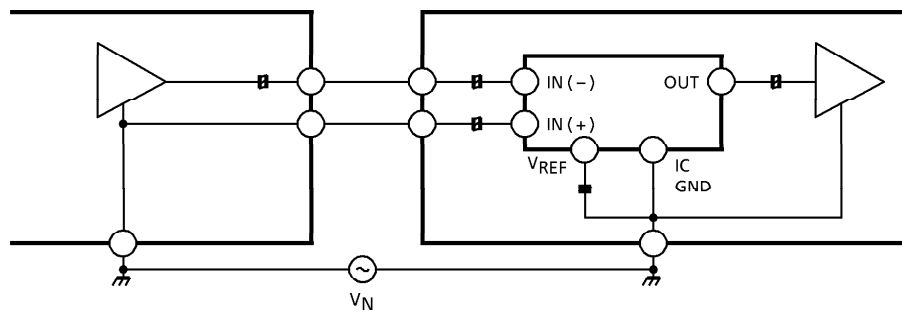 IN (−)
OUT
IN (+)
VREF
IC
GND
VN